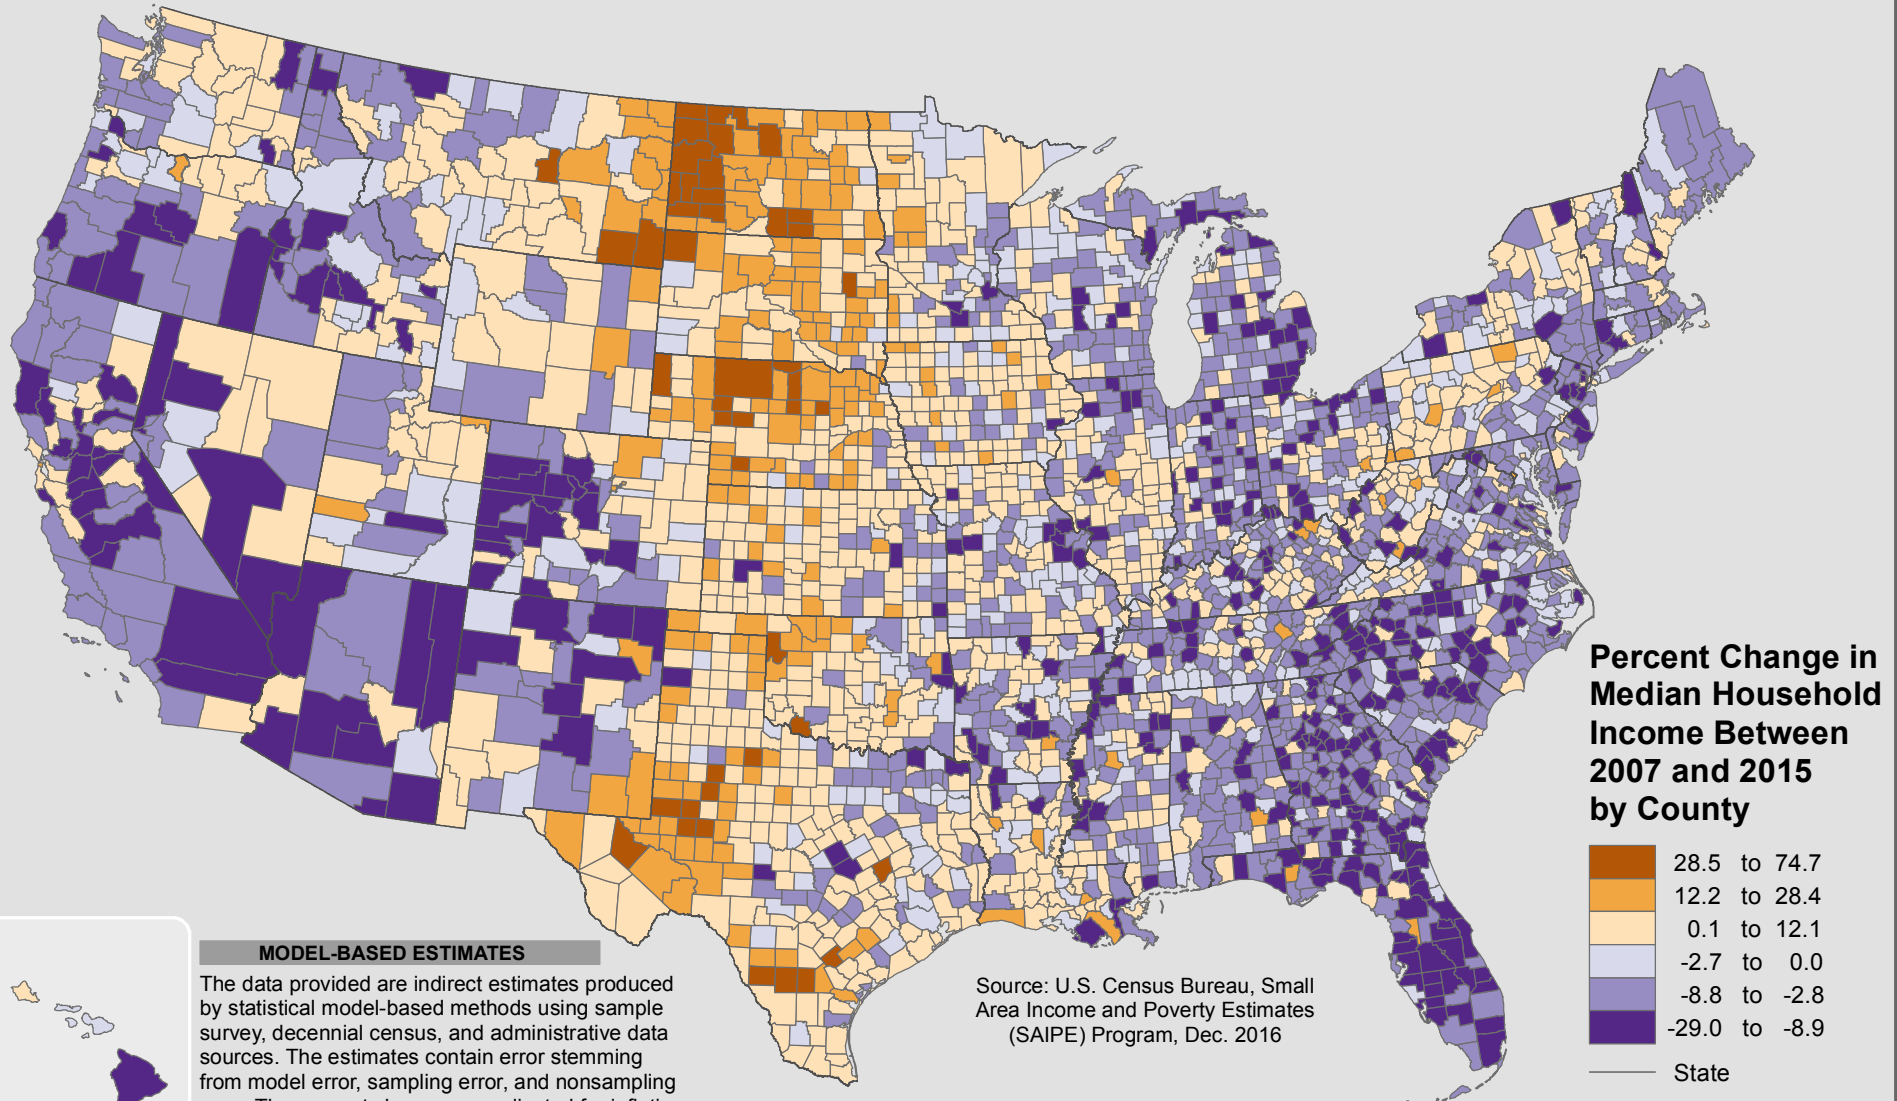 Percent Change in
Median Household
Income Between
2007 and 2015
by County
28.5 to 74.7
12.2 to 28.4
0.1 to 12.1
-2.7 to 0.0
-8.8 to -2.8
-29.0 to -8.9
State
MODEL-BASED ESTIMATES
The data provided are indirect estimates produced
by statistical model-based methods using sample
survey, decennial census, and administrative data
sources. The estimates contain error stemming
from model error, sampling error, and nonsampling
Source: U.S. Census Bureau, Small
Area Income and Poverty Estimates
(SAIPE) Program, Dec. 2016